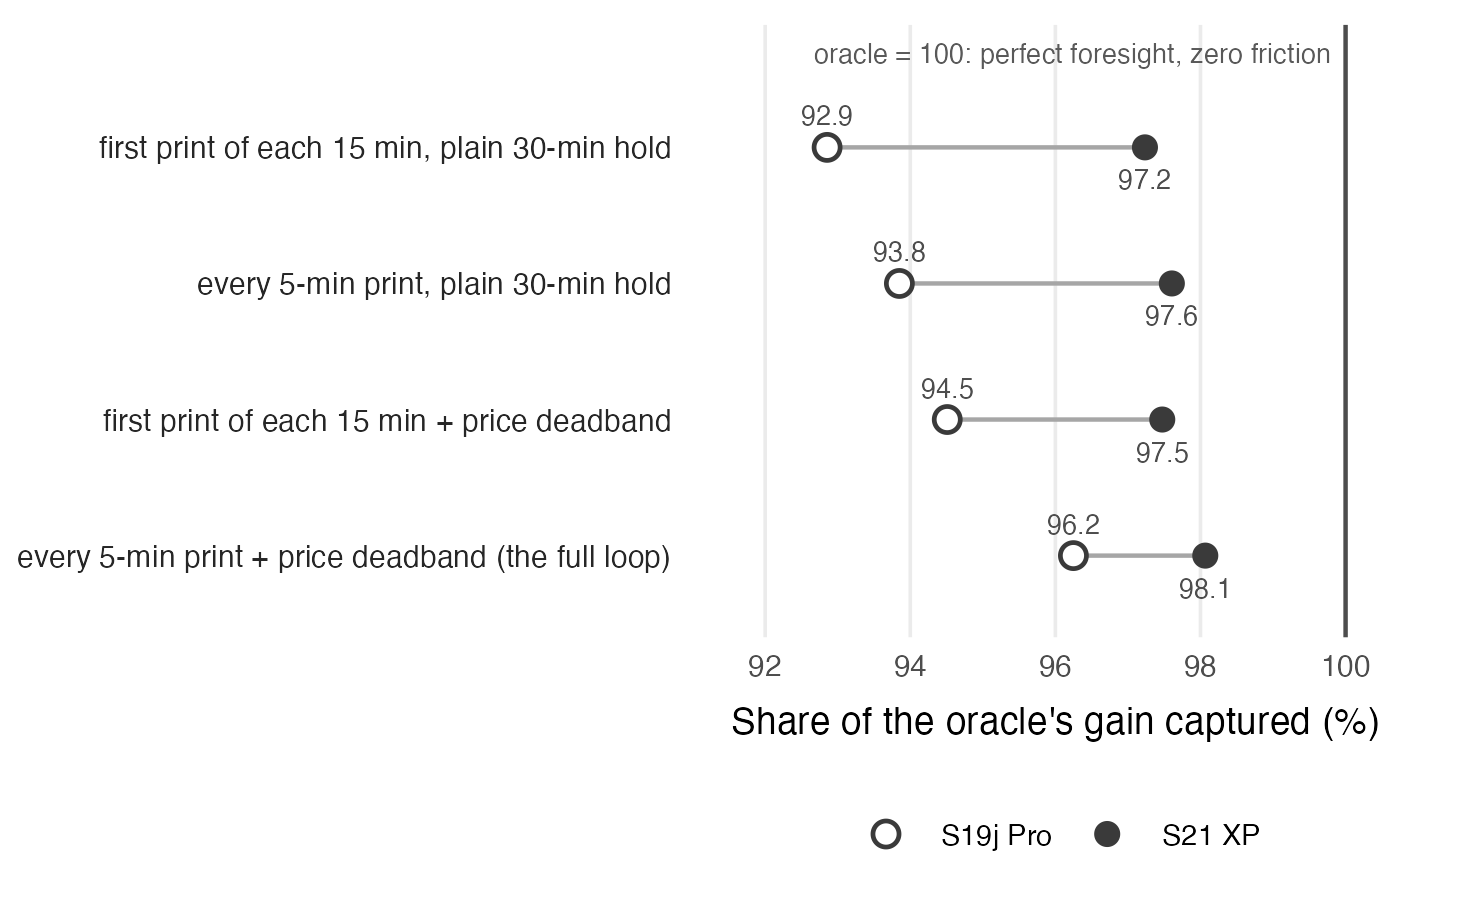 oracle = 100: perfect foresight, zero friction
92.9
first print of each 15 min, plain 30-min hold
97.2
93.8
every 5-min print, plain 30-min hold
97.6
94.5
first print of each 15 min + price deadband
97.5
96.2
every 5-min print + price deadband (the full loop)
98.1
92 94 96 98 100
Share of the oracle's gain captured (%)
S19j Pro S21 XP